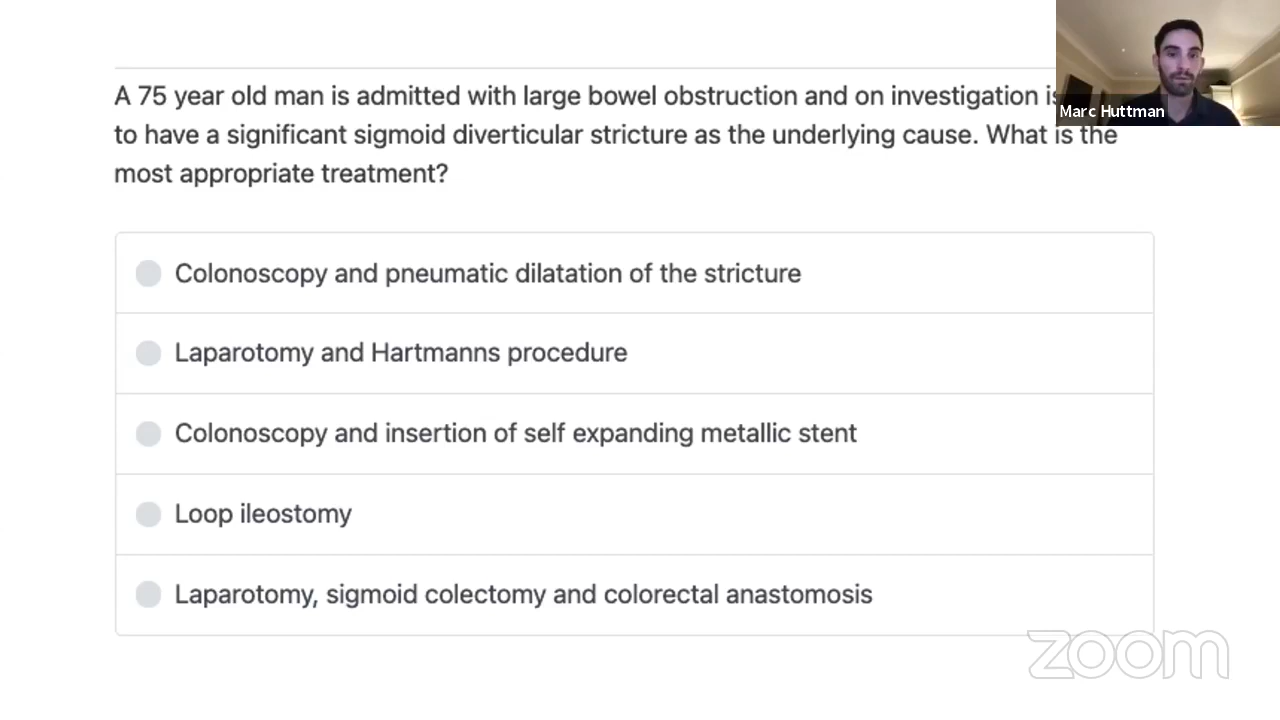 A 75 year old man is admitted with large bowel obstruction and on investigation
to have a significant sigmoid diverticular stricture as the underlying cause. What is the
most appropriate treatment?
Colonoscopy and pneumatic dilatation of the stricture
Laparotomy and Hartmanns procedure
Colonoscopy and insertion of self expanding metallic stent
Loop ileostomy
Laparotomy, sigmoid colectomy and colorectal anastomosis
Marc Huttman
zoom